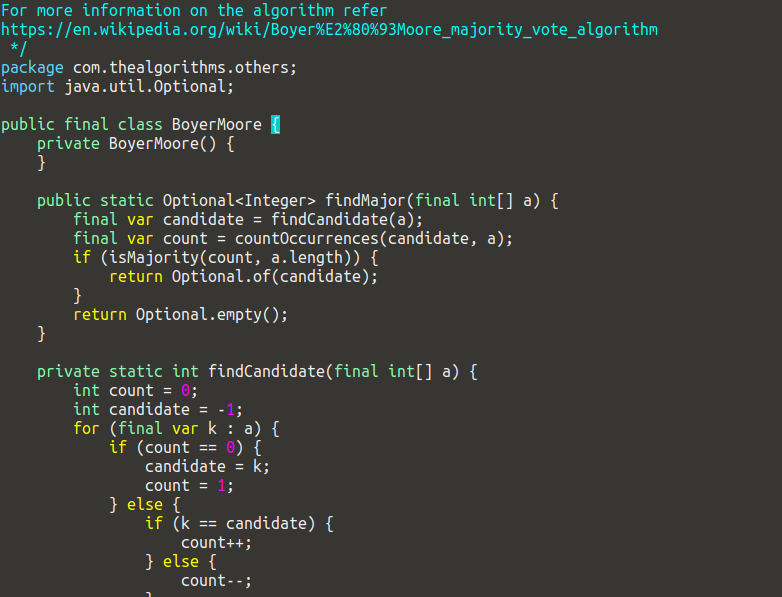 For more information on the algorithm refer
https://en.wikipedia.org/wiki/Boyer%E2%80%93Moore_majority_vote_algorithm
 */
package com.thealgorithms.others;
import java.util.Optional;

public final class BoyerMoore {
    private BoyerMoore() {
    }

    public static Optional<Integer> findMajor(final int[] a) {
        final var candidate = findCandidate(a);
        final var count = countOccurrences(candidate, a);
        if (isMajority(count, a.length)) {
            return Optional.of(candidate);
        }
        return Optional.empty();
    }

    private static int findCandidate(final int[] a) {
        int count = 0;
        int candidate = -1;
        for (final var k : a) {
            if (count == 0) {
                candidate = k;
                count = 1;
            } else {
                if (k == candidate) {
                    count++;
                } else {
                    count--;
                }